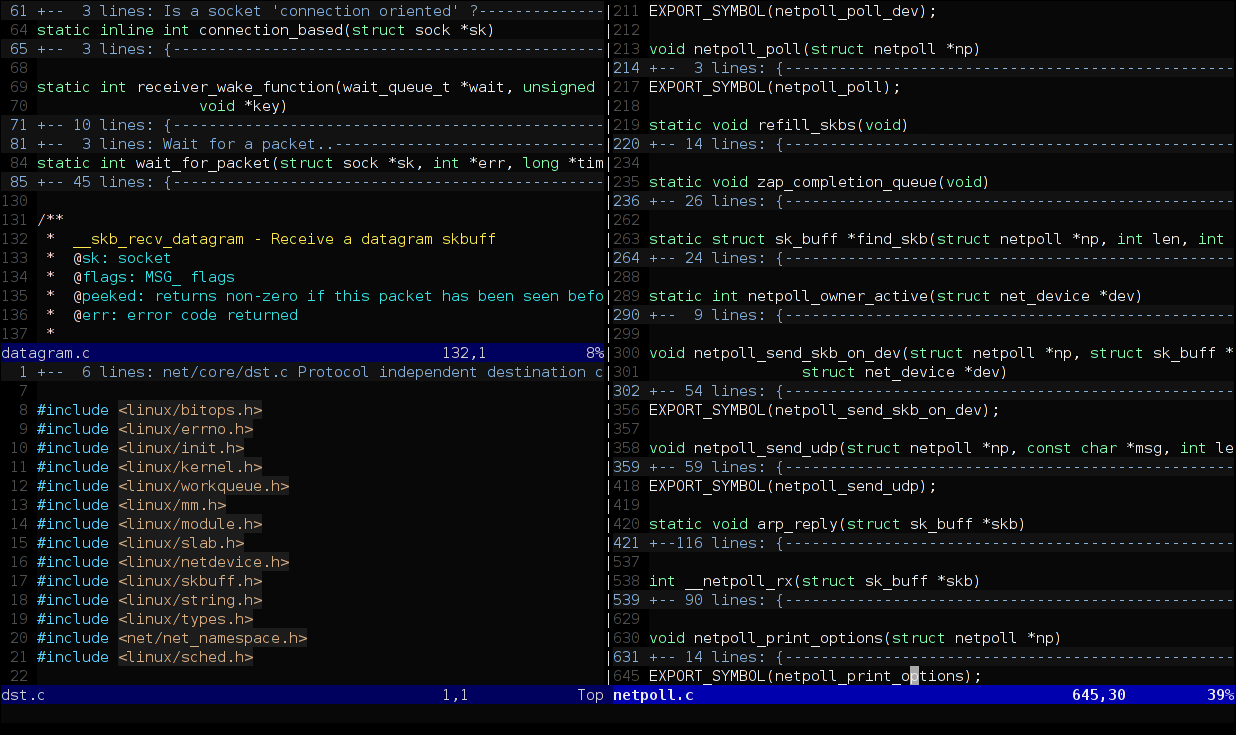 61 +--  3 lines: Is a socket 'connection oriented' ?--------------
64 static inline int connection_based(struct sock *sk)
65 +--  3 lines: {------------------------------------------------
68
69 static int receiver_wake_function(wait_queue_t *wait, unsigned
70                   void *key)
71 +-- 10 lines: {------------------------------------------------
81 +--  3 lines: Wait for a packet..------------------------------
84 static int wait_for_packet(struct sock *sk, int *err, long *tim
85 +-- 45 lines: {------------------------------------------------
130
131 /**
132  *  __skb_recv_datagram - Receive a datagram skbuff
133  *  @sk: socket
134  *  @flags: MSG_ flags
135  *  @peeked: returns non-zero if this packet has been seen befo
136  *  @err: error code returned
137  *
datagram.c                                       132,1           8%
1 +--  6 lines: net/core/dst.c Protocol independent destination c
7
8 #include <linux/bitops.h>
9 #include <linux/errno.h>
10 #include <linux/init.h>
11 #include <linux/kernel.h>
12 #include <linux/workqueue.h>
13 #include <linux/mm.h>
14 #include <linux/module.h>
15 #include <linux/slab.h>
16 #include <linux/netdevice.h>
17 #include <linux/skbuff.h>
18 #include <linux/string.h>
19 #include <linux/types.h>
20 #include <net/net_namespace.h>
21 #include <linux/sched.h>
22
dst.c                                            1,1            Top
211 EXPORT_SYMBOL(netpoll_poll_dev);
212
213 void netpoll_poll(struct netpoll *np)
214 +--  3 lines: {--------------------------------------------------
217 EXPORT_SYMBOL(netpoll_poll);
218
219 static void refill_skbs(void)
220 +-- 14 lines: {--------------------------------------------------
234
235 static void zap_completion_queue(void)
236 +-- 26 lines: {--------------------------------------------------
262
263 static struct sk_buff *find_skb(struct netpoll *np, int len, int
264 +-- 24 lines: {--------------------------------------------------
288
289 static int netpoll_owner_active(struct net_device *dev)
290 +--  9 lines: {--------------------------------------------------
299
300 void netpoll_send_skb_on_dev(struct netpoll *np, struct sk_buff *
301                  struct net_device *dev)
302 +-- 54 lines: {--------------------------------------------------
356 EXPORT_SYMBOL(netpoll_send_skb_on_dev);
357
358 void netpoll_send_udp(struct netpoll *np, const char *msg, int le
359 +-- 59 lines: {--------------------------------------------------
418 EXPORT_SYMBOL(netpoll_send_udp);
419
420 static void arp_reply(struct sk_buff *skb)
421 +--116 lines: {--------------------------------------------------
537
538 int __netpoll_rx(struct sk_buff *skb)
539 +-- 90 lines: {--------------------------------------------------
629
630 void netpoll_print_options(struct netpoll *np)
631 +-- 14 lines: {--------------------------------------------------
645 EXPORT_SYMBOL(netpoll_print_options);
netpoll.c                                          645,30         39%